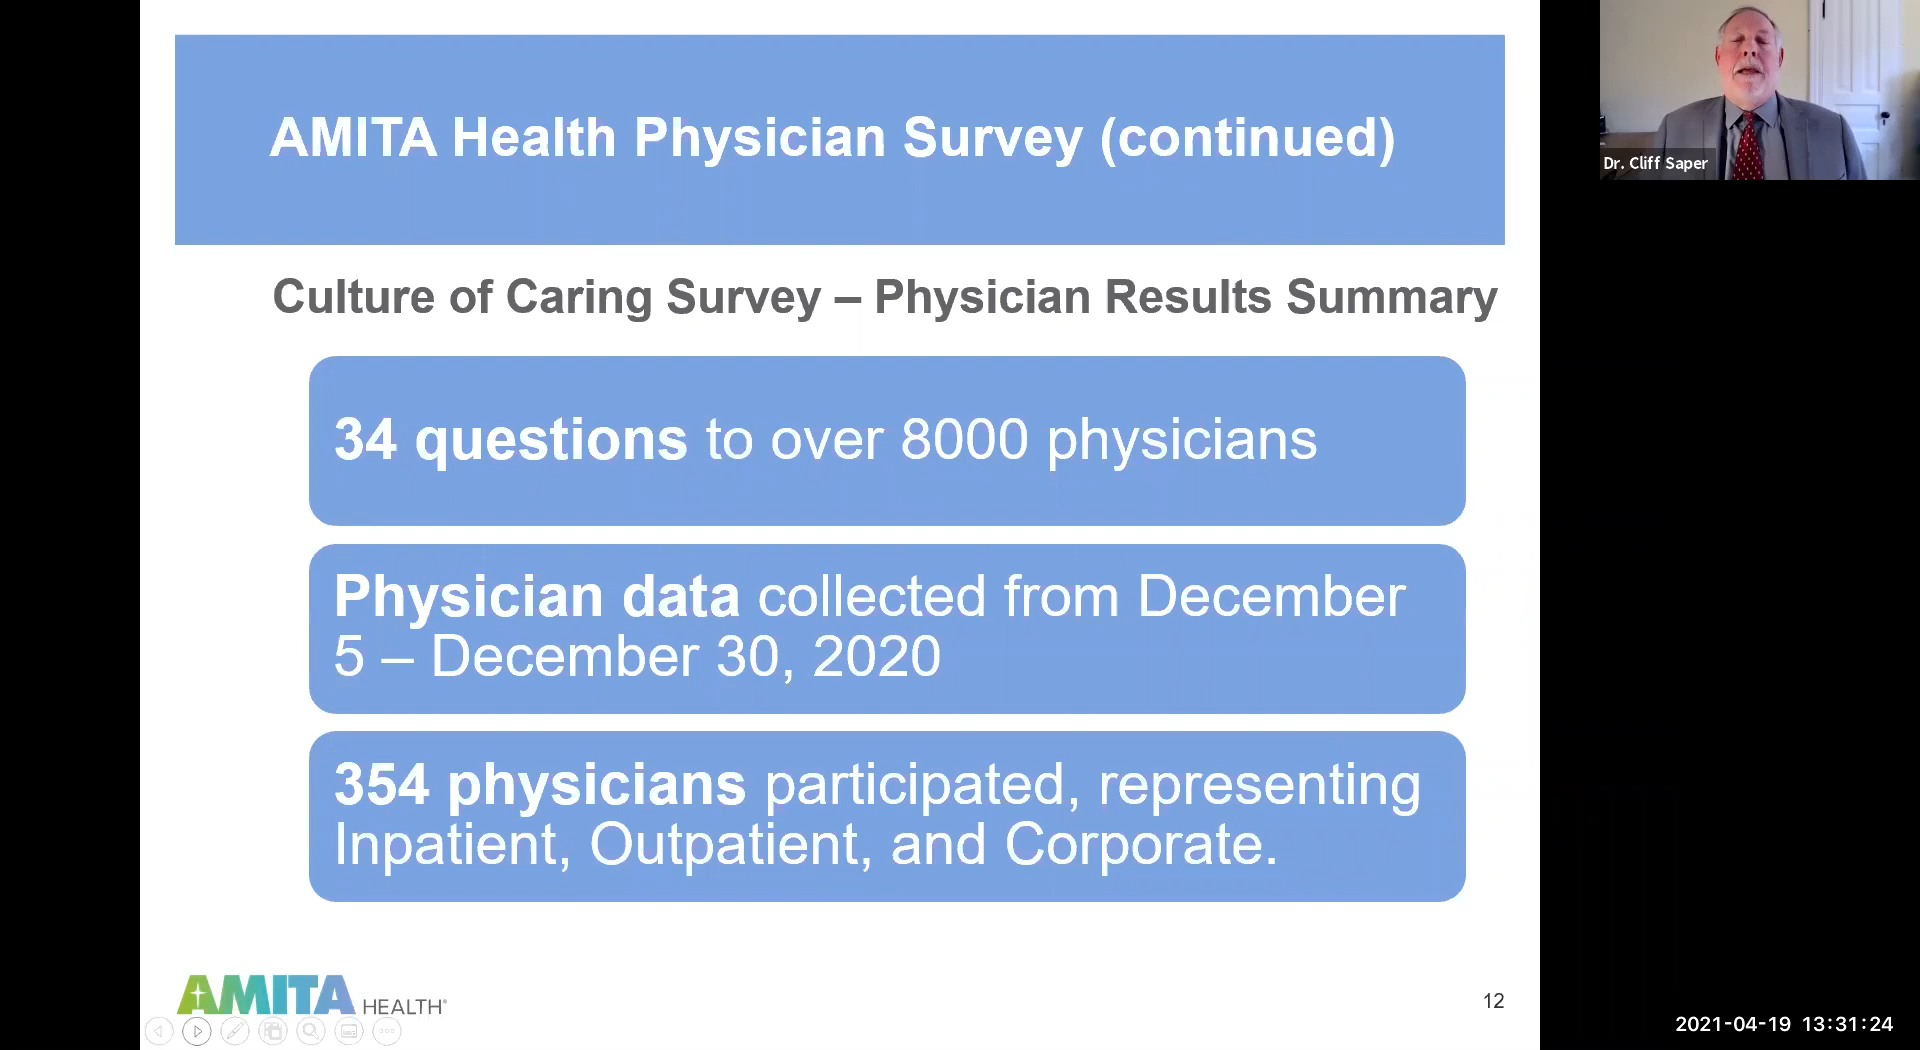 AMITA Health Physician Survey (continued)
Dr. Cliff Saper
Culture of Caring Survey – Physician Results Summary
34 questions to over 8000 physicians
Physician data collected from December
5 – December 30, 2020
354 physicians participated, representing
Inpatient, Outpatient, and Corporate.
AMITA HEALTH®
12
2021-04-19 13:31:24